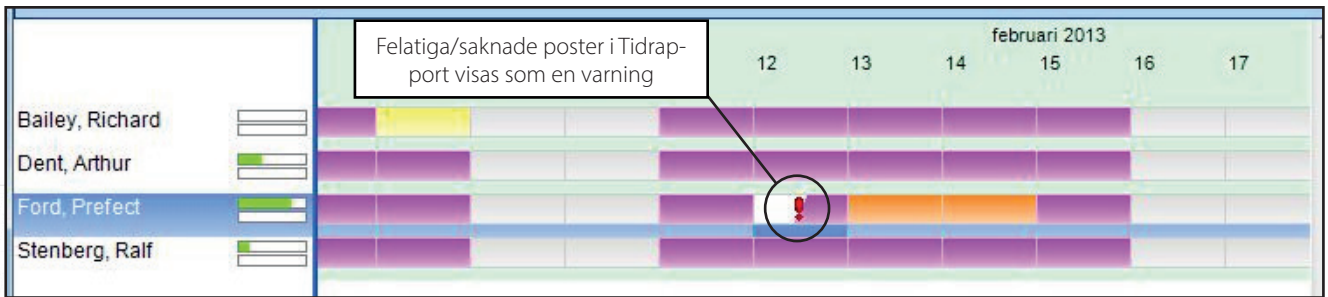 Felatiga/saknade poster i Tidrap-
port visas som en varning
februari 2013
12 13 14 15 16 17
Bailey, Richard
Dent, Arthur
Ford, Prefect
Stenberg, Ralf